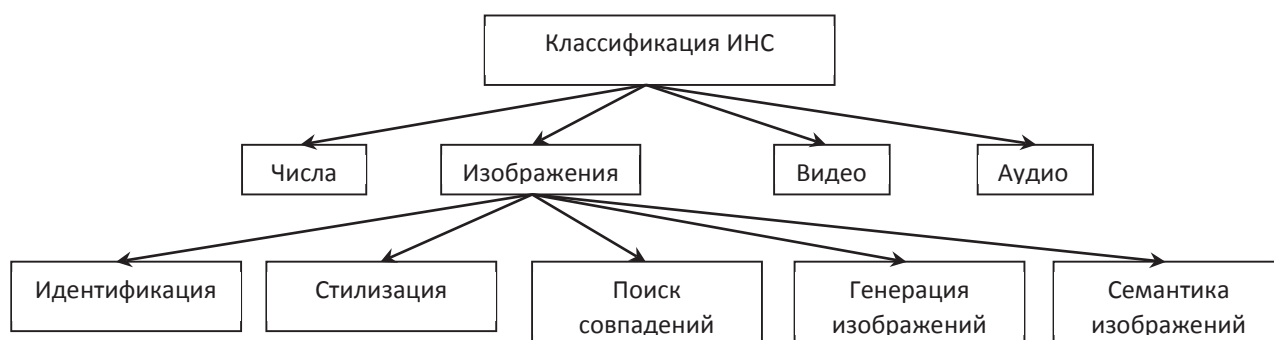 Классификация ИНС
Числа
Изображения
Видео
Аудио
Идентификация
Стилизация
Поиск
совпадений
Генерация
изображений
Семантика
изображений